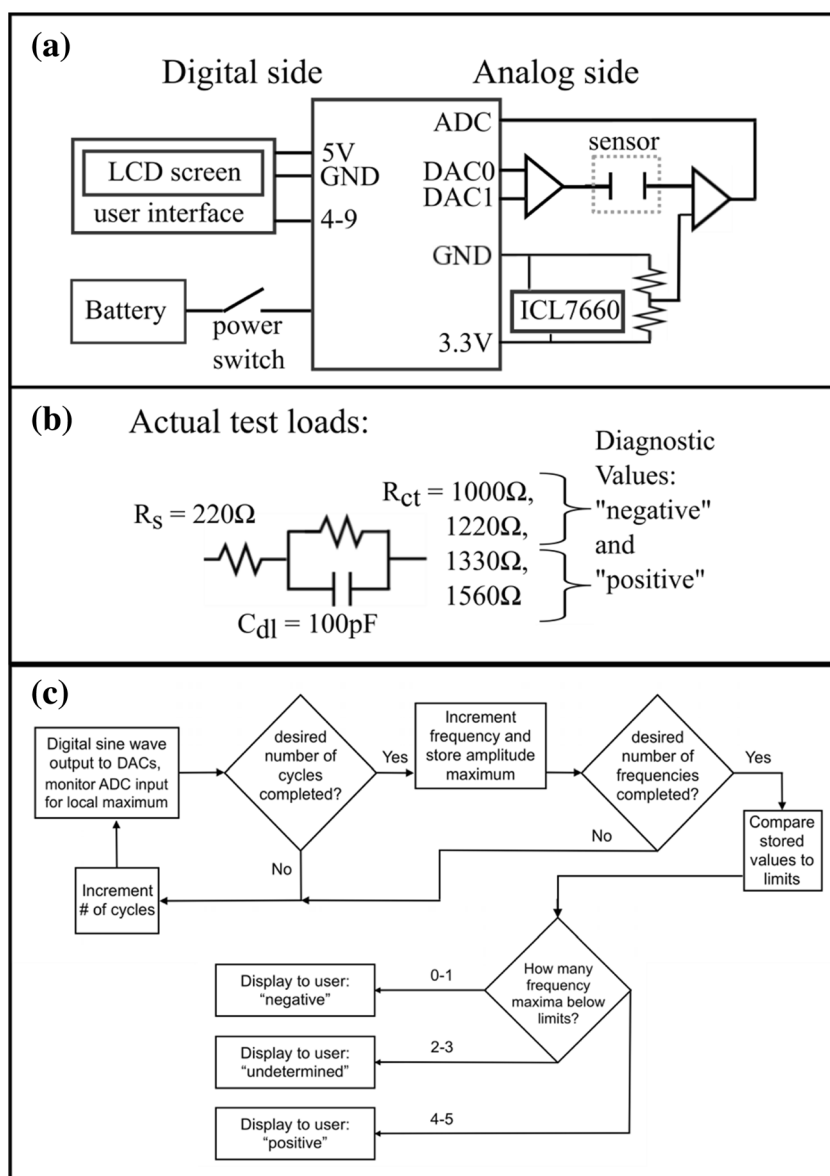 (a)
Digital side
Analog side
LCD screen
user interface
5V
GND
4-9
Battery
power
switch
ADC
DAC0
DAC1
GND
3.3V
sensor
ICL7660
(b)
Actual test loads:
Rs = 220Ω
Cdl = 100pF
Rct = 1000Ω,
1220Ω,
1330Ω,
1560Ω
Diagnostic
Values:
"negative"
and
"positive"
(c)
Digital sine wave
output to DACs,
monitor ADC input
for local maximum
desired
number of
cycles
completed?
Yes
No
Increment
# of cycles
Increment
frequency and
store amplitude
maximum
desired
number of
frequencies
completed?
Yes
No
Compare
stored
values to
limits
How many
frequency
maxima below
limits?
0-1
Display to user:
“negative”
2-3
Display to user:
“undetermined”
4-5
Display to user:
“positive”